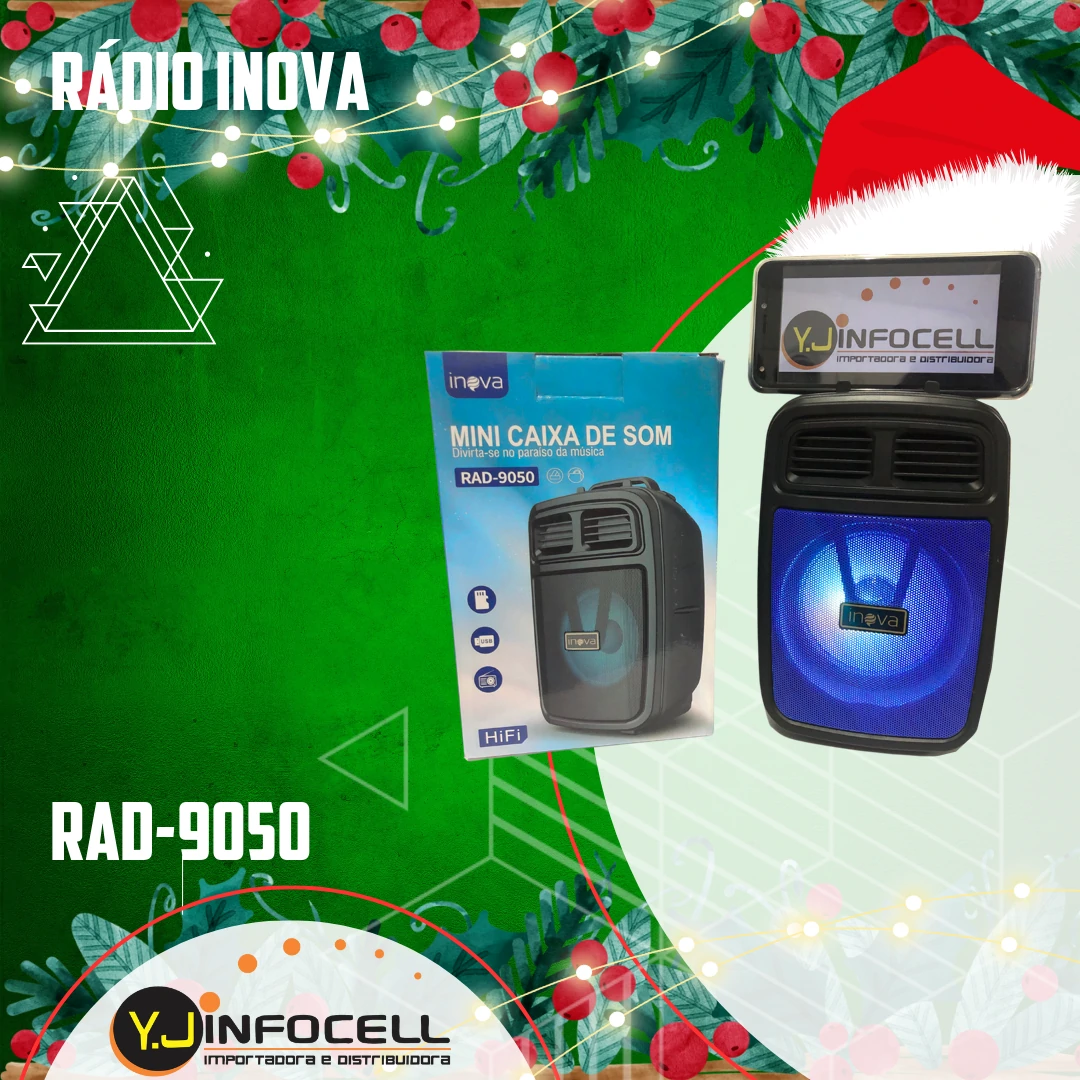 RÁDIO INOVA
Y.J INFOCELL
IMPORTADORA E DISTRIBUIDORA
inova
MINI CAIXA DE SOM
Divirta-se no paraíso da música
RAD-9050
USB
inova
HiFi
inova
RAD-9050
Y.J INFOCELL
IMPORTADORA E DISTRIBUIDORA